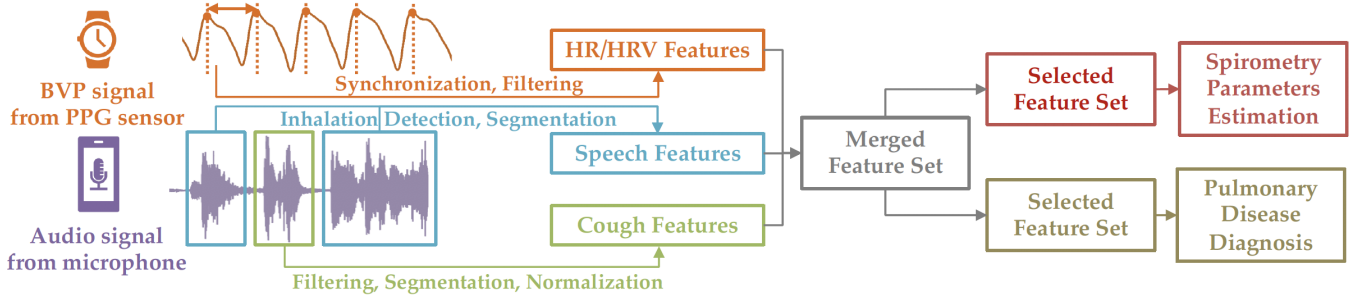 BVP signal
from PPG sensor
Audio signal
from microphone
Synchronization, Filtering
Inhalation Detection, Segmentation
Filtering, Segmentation, Normalization
HR/HRV Features
Speech Features
Cough Features
Merged
Feature Set
Selected
Feature Set
Spirometry
Parameters
Estimation
Selected
Feature Set
Pulmonary
Disease
Diagnosis